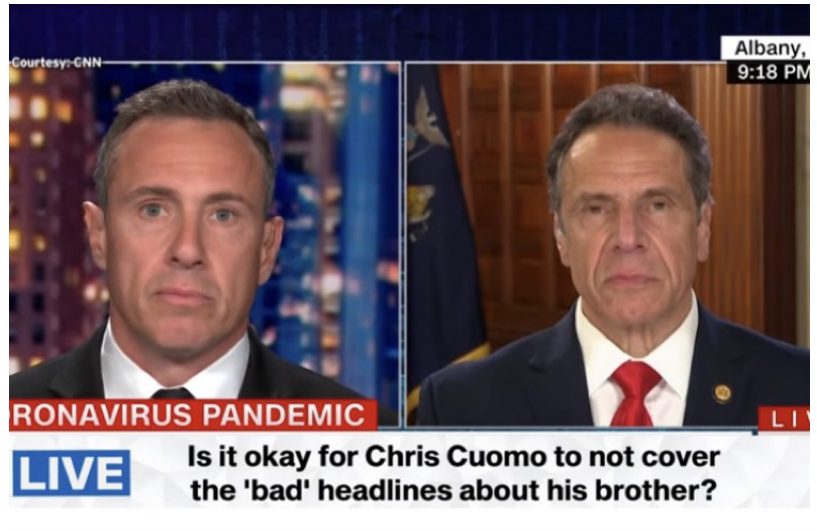 Courtesy: CNN
Albany,
9:18 PM
RONAVIRUS PANDEMIC
LIV
LIVE
Is it okay for Chris Cuomo to not cover
the 'bad' headlines about his brother?